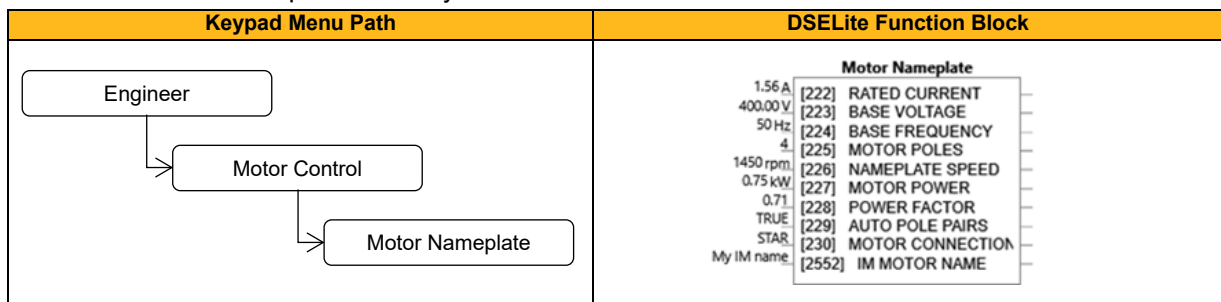 Keypad Menu Path
DSELite Function Block
Engineer
Motor Control
Motor Nameplate
Motor Nameplate
1.56 A [222] RATED CURRENT
400.00 V [223] BASE VOLTAGE
50 Hz [224] BASE FREQUENCY
4 [225] MOTOR POLES
1450 rpm [226] NAMEPLATE SPEED
0.75 kW [227] MOTOR POWER
0.71 [228] POWER FACTOR
TRUE [229] AUTO POLE PAIRS
STAR [230] MOTOR CONNECTION
My IM name [2552] IM MOTOR NAME